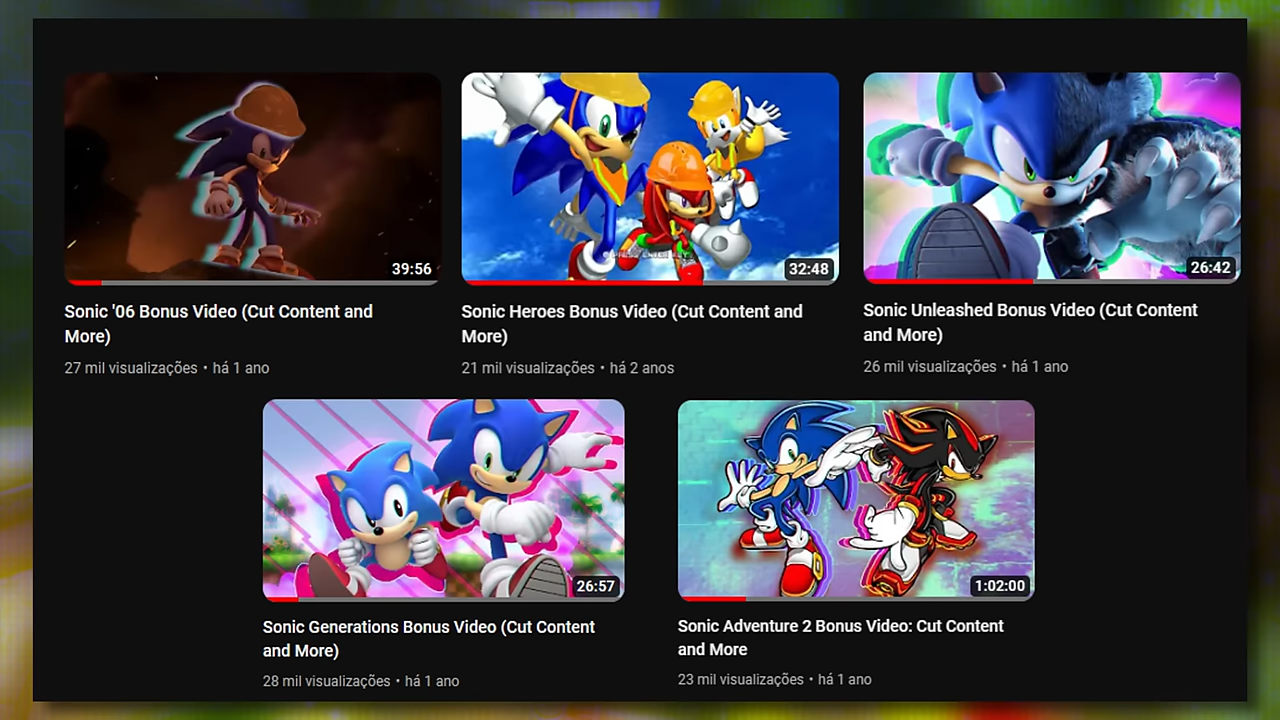 39:56
32:48
26:42
Sonic '06 Bonus Video (Cut Content and
More)
27 mil visualizações • há 1 ano
Sonic Heroes Bonus Video (Cut Content and
More)
21 mil visualizações • há 2 anos
Sonic Unleashed Bonus Video (Cut Content
and More)
26 mil visualizações • há 1 ano
26:57
1:02:00
Sonic Generations Bonus Video (Cut Content
and More)
28 mil visualizações • há 1 ano
Sonic Adventure 2 Bonus Video: Cut Content
and More
23 mil visualizações • há 1 ano